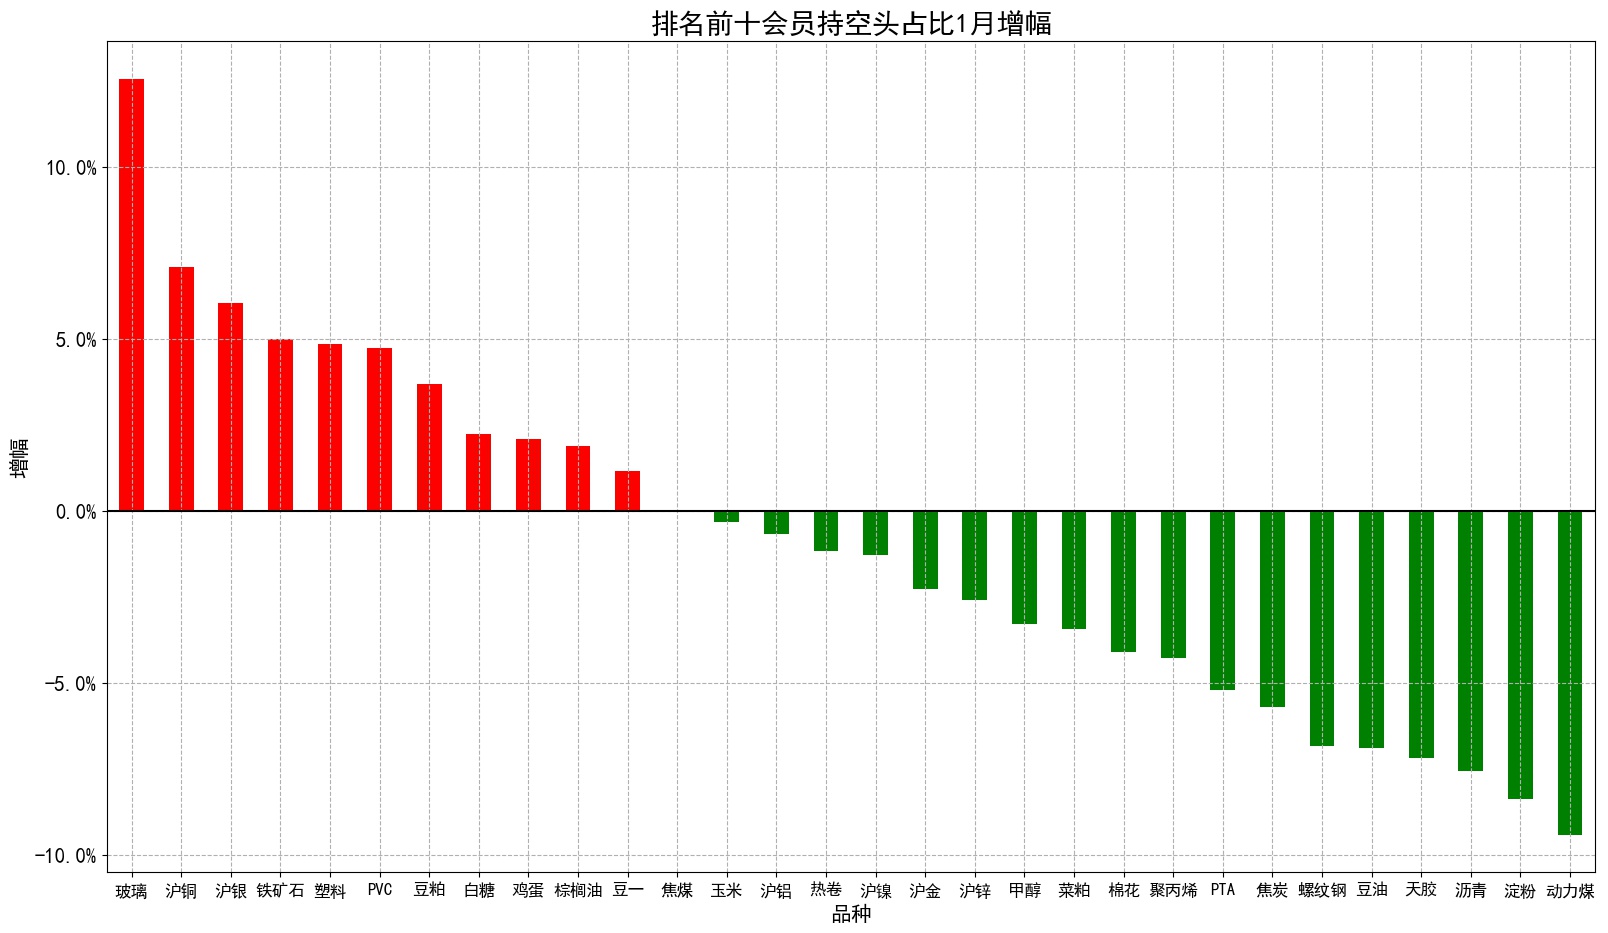 排名前十会员持空头占比1月增幅
10.0%
5.0%
0.0%
−5.0%
−10.0%
增幅
玻璃 沪铜 沪银 铁矿石 塑料 PVC 豆粕 白糖 鸡蛋 棕榈油 豆一 焦煤 玉米 沪铝 热卷 沪镍 沪金 沪锌 甲醇 菜粕 棉花 聚丙烯 PTA 焦炭 螺纹钢 豆油 天胶 沥青 淀粉 动力煤
品种